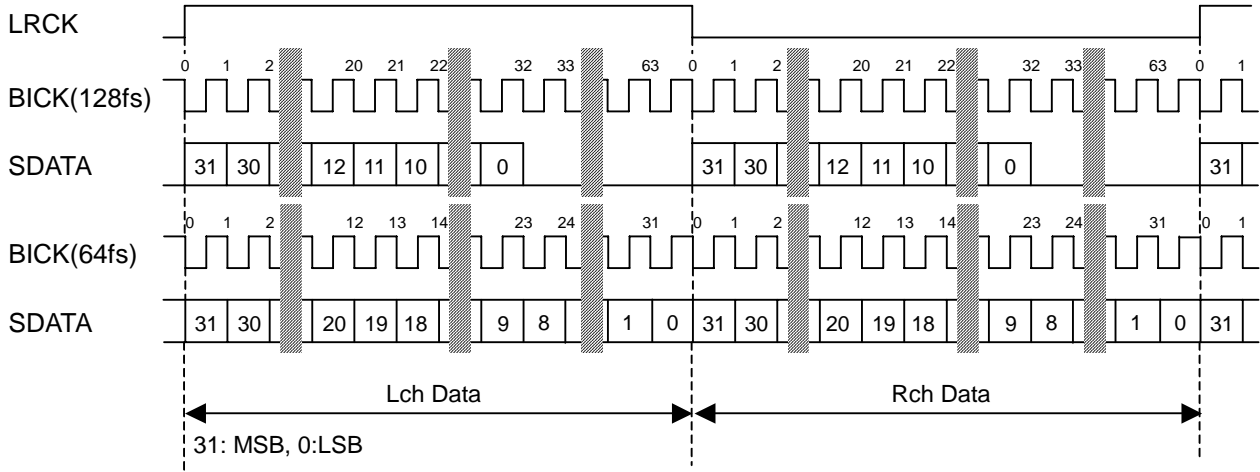 LRCK
0 1 2 20 21 22 32 33 63 0 1 2 20 21 22 32 33 63 0 1
BICK(128fs)
SDATA 31 30 12 11 10 0 31 30 12 11 10 0 31
0 1 2 12 13 14 23 24 31 0 1 2 12 13 14 23 24 31 0 1
BICK(64fs)
SDATA 31 30 20 19 18 9 8 1 0 31 30 20 19 18 9 8 1 0 31
Lch Data Rch Data
31: MSB, 0:LSB